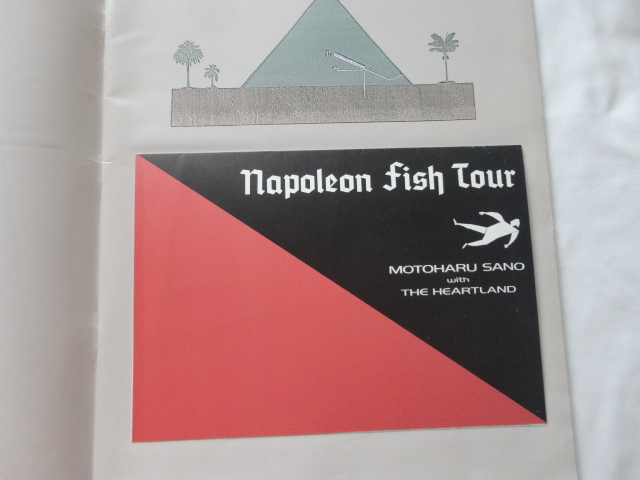 Napoleon Fish Tour
MOTOHARU SANO
with
THE HEARTLAND